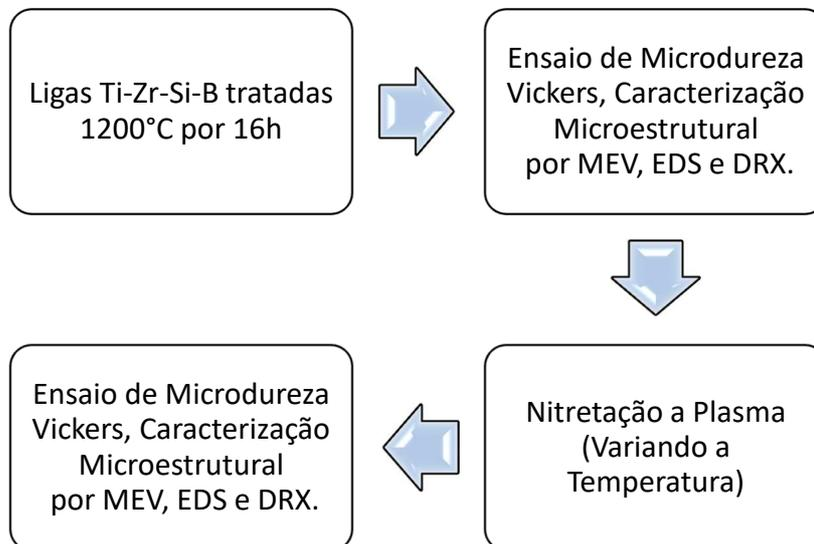 Ligas Ti-Zr-Si-B tratadas
1200°C por 16h
Ensaio de Microdureza
Vickers, Caracterização
Microestrutural
por MEV, EDS e DRX.
Nitretação a Plasma
(Variando a
Temperatura)
Ensaio de Microdureza
Vickers, Caracterização
Microestrutural
por MEV, EDS e DRX.